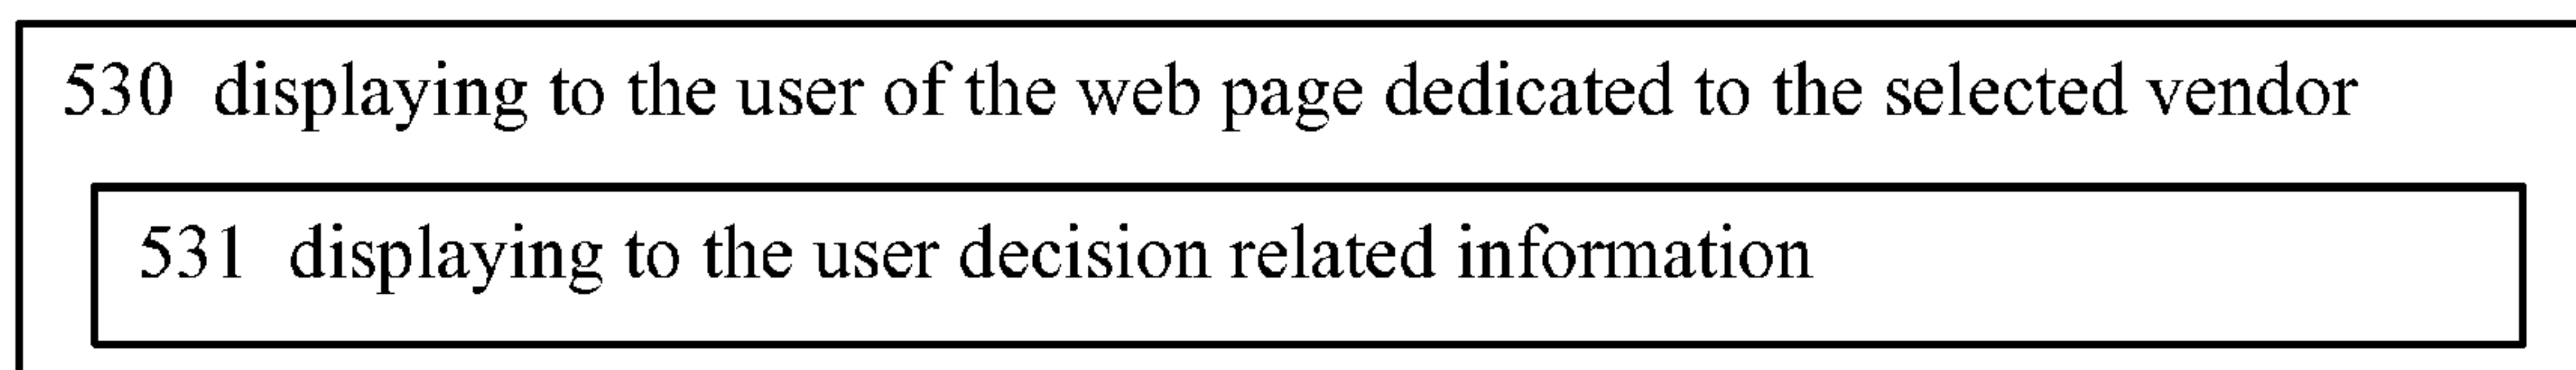 530 displaying to the user of the web page dedicated to the selected vendor
531 displaying to the user decision related information